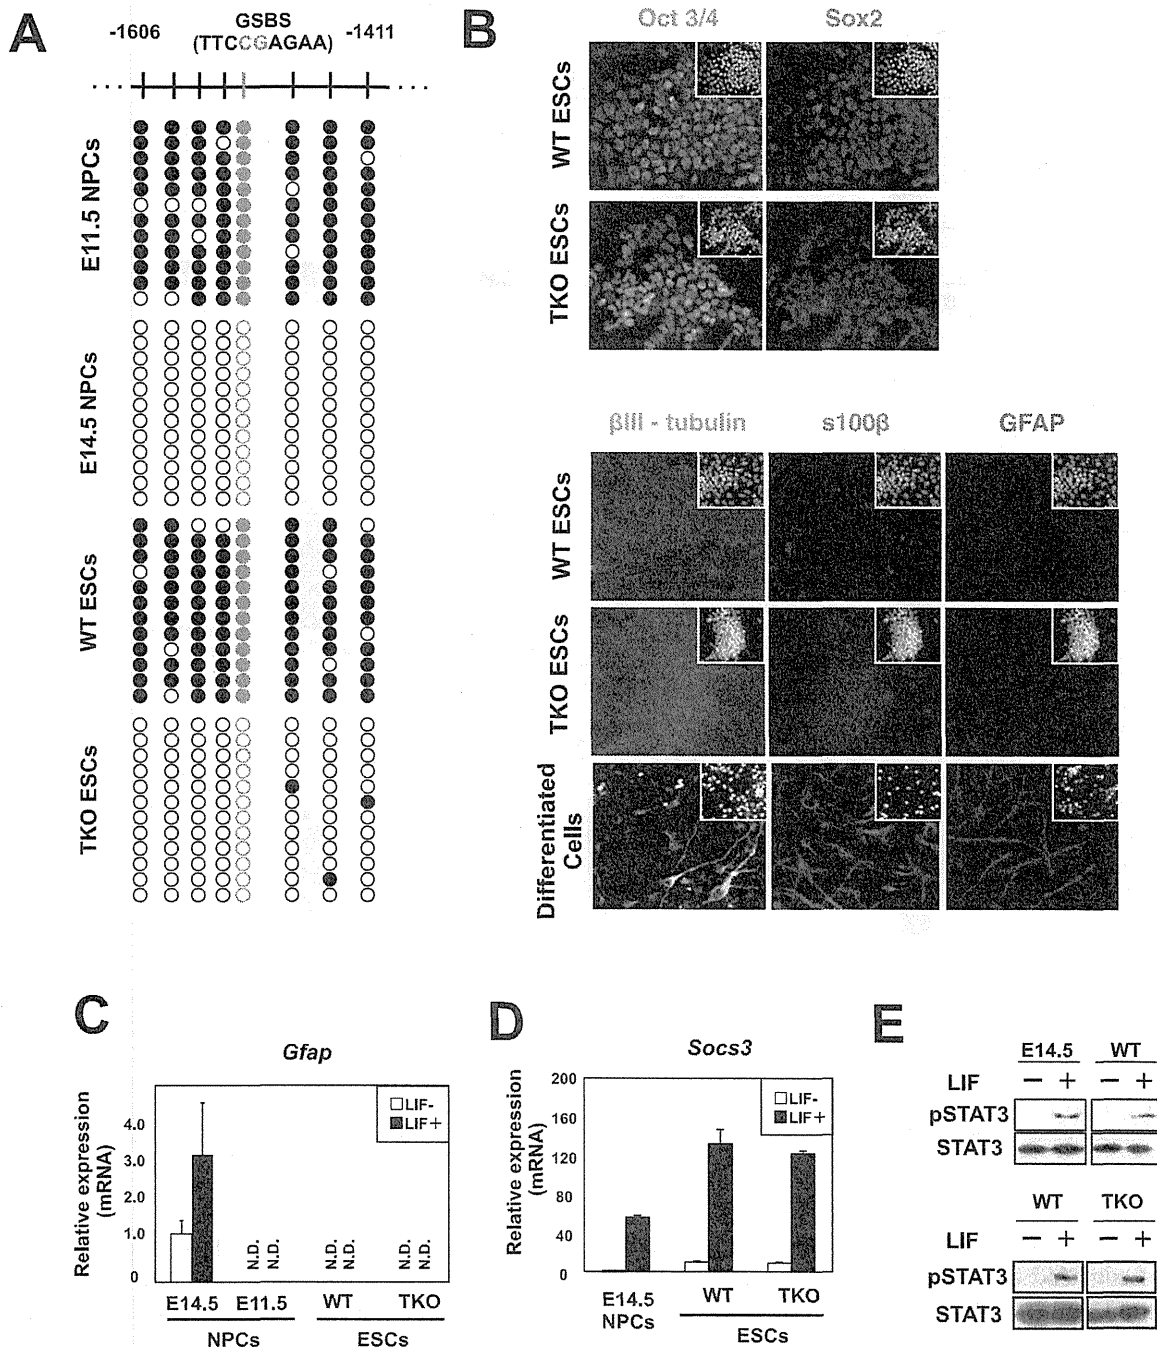 A
GSBS
-1606
(TTCCGAGAA)
-1411
E11.5 NPCs
E14.5 NPCs
WT ESCs
TKO ESCs
B
Oct 3/4
Sox2
WT ESCs
TKO ESCs
βIII - tubulin
s100β
GFAP
WT ESCs
TKO ESCs
Differentiated
Cells
C
Gfap
Relative expression
(mRNA)
4.0
3.0
2.0
1.0
0
LIF-
LIF+
N.D.
N.D.
N.D.
N.D.
N.D.
N.D.
E14.5
E11.5
WT
TKO
NPCs
ESCs
D
Socs3
Relative expression
(mRNA)
200
160
120
80
40
0
LIF-
LIF+
E14.5
NPCs
WT
TKO
ESCs
E
E14.5 WT
LIF - + - +
pSTAT3
STAT3
WT TKO
LIF - + - +
pSTAT3
STAT3